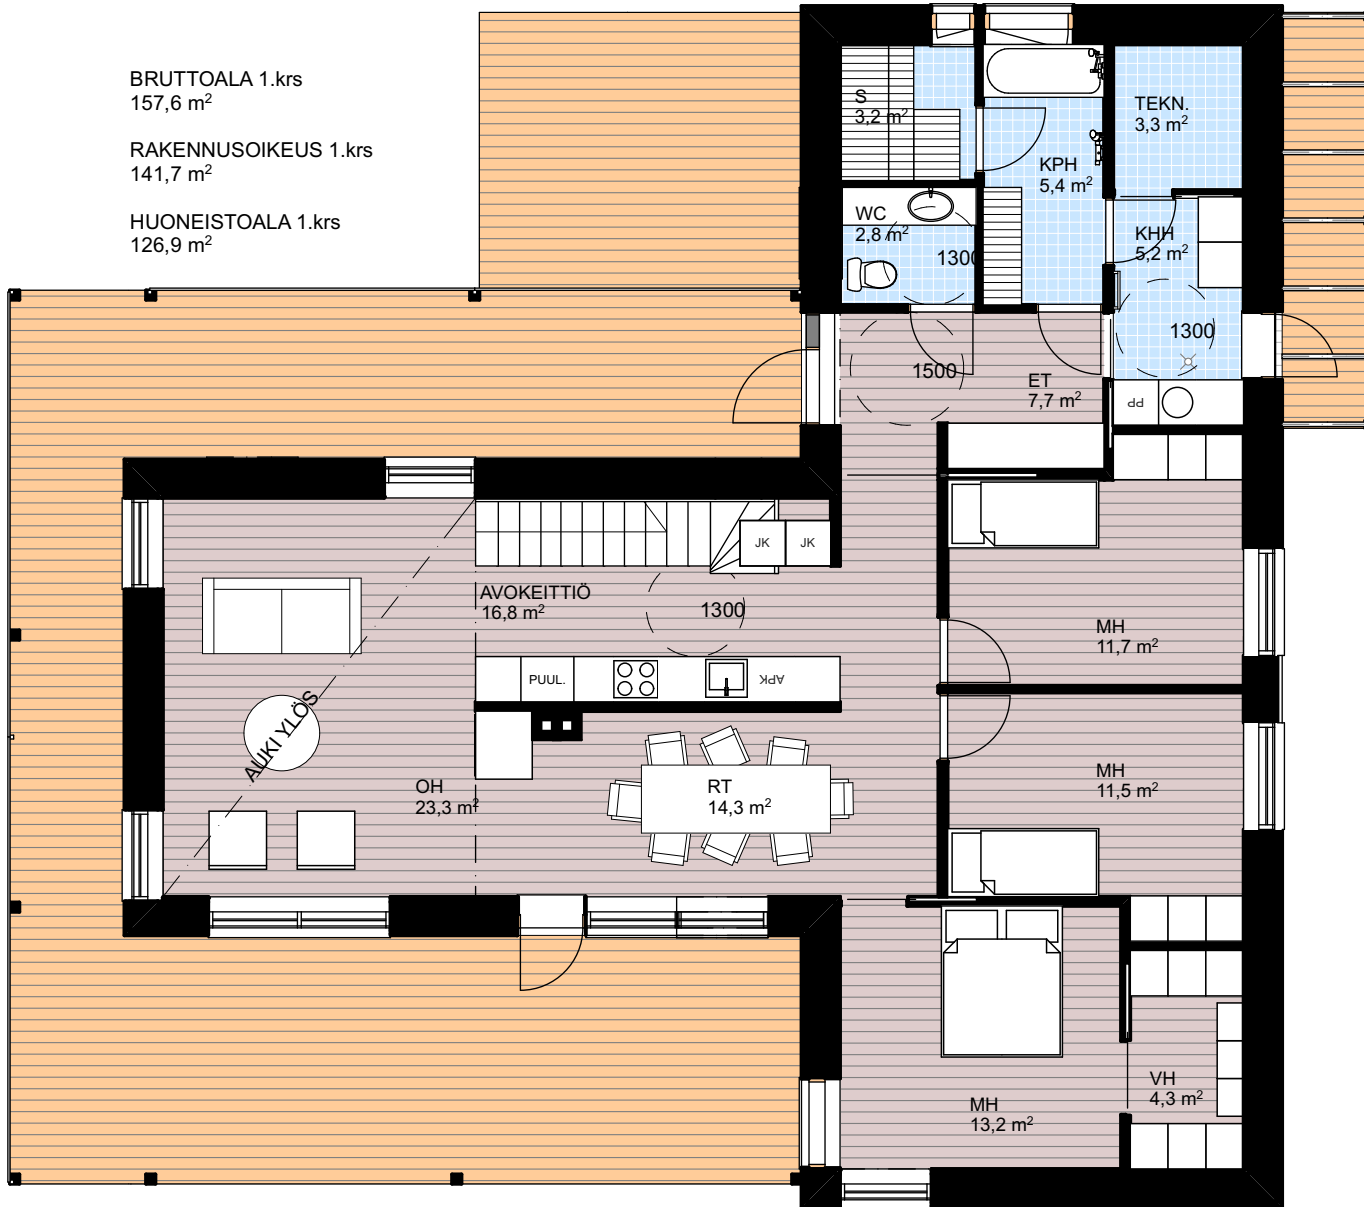 BRUTTOALA 1.krs
157,6 m²
RAKENNUSOIKEUS 1.krs
141,7 m²
HUONEISTOALA 1.krs
126,9 m²
S
3,2 m²
TEKN.
3,3 m²
KPH
5,4 m²
WC
2,8 m²
1300
KHH
5,2 m²
1300
1500
ET
7,7 m²
PP
JK
JK
AVOKEITTIÖ
16,8 m²
1300
MH
11,7 m²
PUUL.
APK
AUKI YLÖS
OH
23,3 m²
RT
14,3 m²
MH
11,5 m²
MH
13,2 m²
VH
4,3 m²